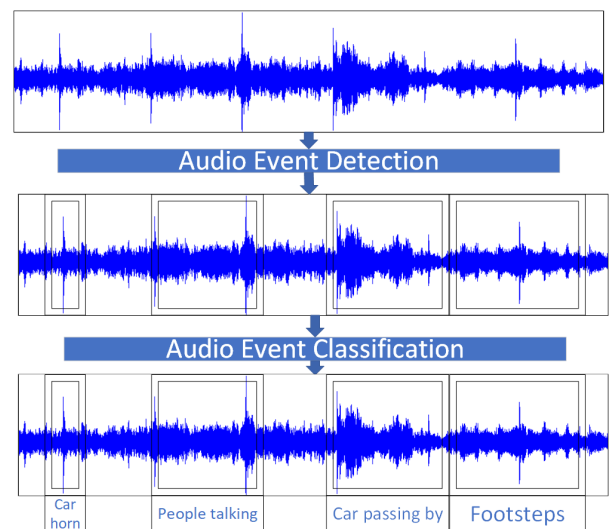 Audio Event Detection
Audio Event Classification
Car
horn
People talking
Car passing by
Footsteps